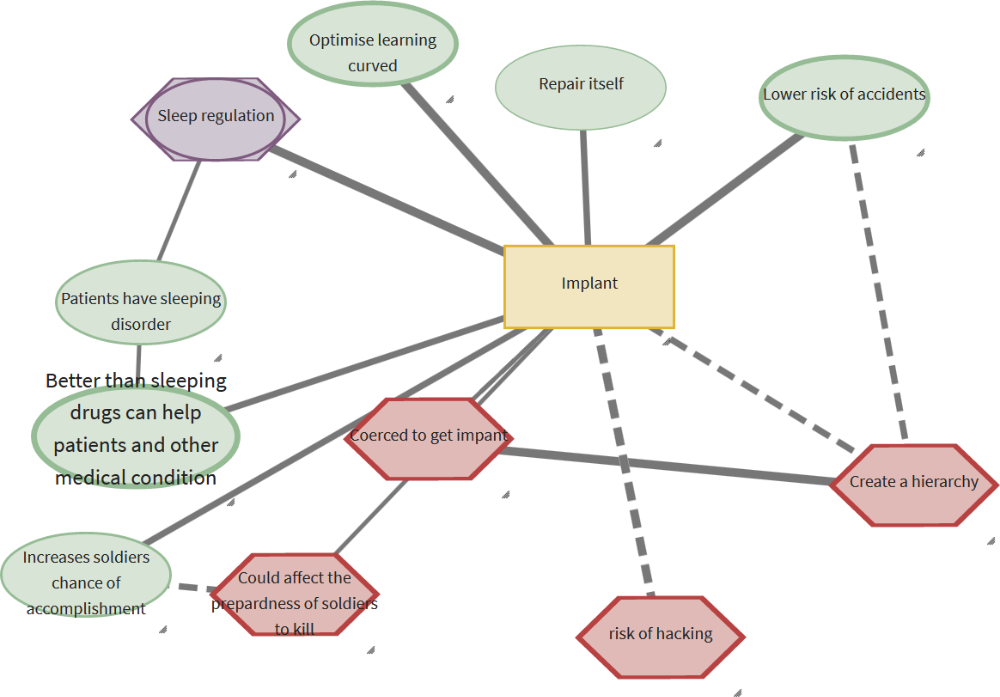 Optimise learning
curved
Repair itself
Lower risk of accidents
Sleep regulation
Implant
Patients have sleeping
disorder
Better than sleeping
drugs can help
patients and other
medical condition
Coerced to get impant
Create a hierarchy
Increases soldiers
chance of
accomplishment
Could affect the
prepardness of soldiers
to kill
risk of hacking